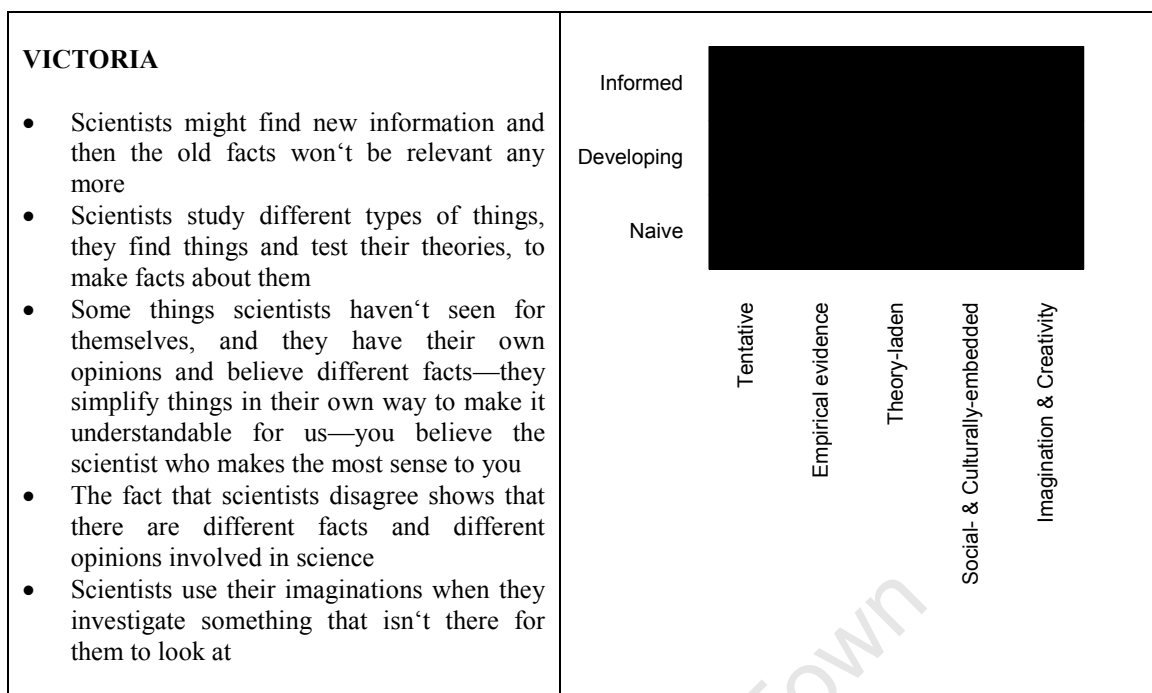 VICTORIA
• Scientists might find new information and
then the old facts won‘t be relevant any
more
• Scientists study different types of things,
they find things and test their theories, to
make facts about them
• Some things scientists haven‘t seen for
themselves, and they have their own
opinions and believe different facts—they
simplify things in their own way to make it
understandable for us—you believe the
scientist who makes the most sense to you
• The fact that scientists disagree shows that
there are different facts and different
opinions involved in science
• Scientists use their imaginations when they
investigate something that isn‘t there for
them to look at
Informed
Developing
Naive
Tentative
Empirical evidence
Theory-laden
Social- & Culturally-embedded
Imagination & Creativity
Town